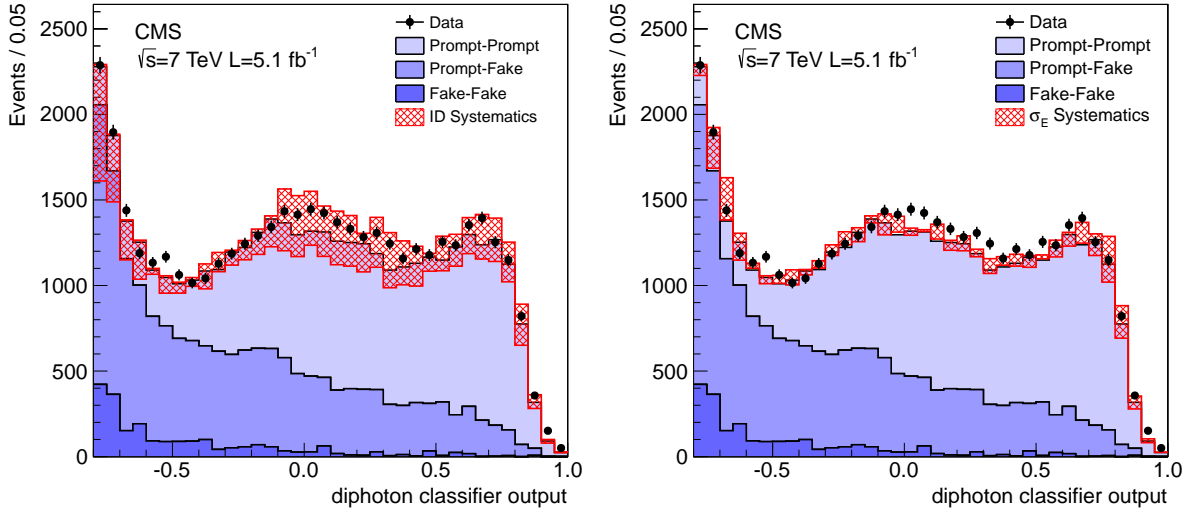 Events / 0.05
2500
2000
1500
1000
500
0
CMS
√s=7 TeV L=5.1 fb⁻¹
Data
Prompt-Prompt
Prompt-Fake
Fake-Fake
ID Systematics
-0.5
0.0
0.5
1.0
diphoton classifier output
Events / 0.05
2500
2000
1500
1000
500
0
CMS
√s=7 TeV L=5.1 fb⁻¹
Data
Prompt-Prompt
Prompt-Fake
Fake-Fake
σ_E Systematics
-0.5
0.0
0.5
1.0
diphoton classifier output